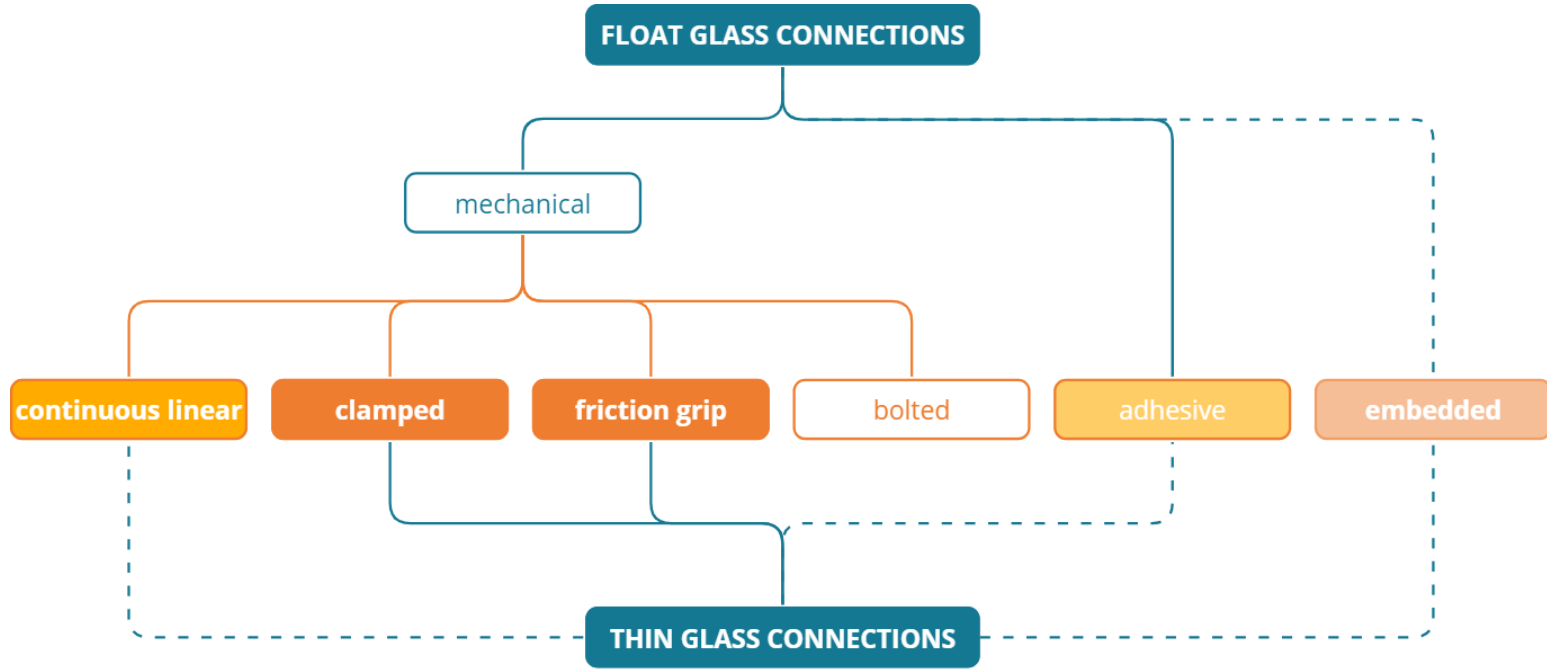 FLOAT GLASS CONNECTIONS
mechanical
continuous linear
clamped
friction grip
bolted
adhesive
embedded
THIN GLASS CONNECTIONS